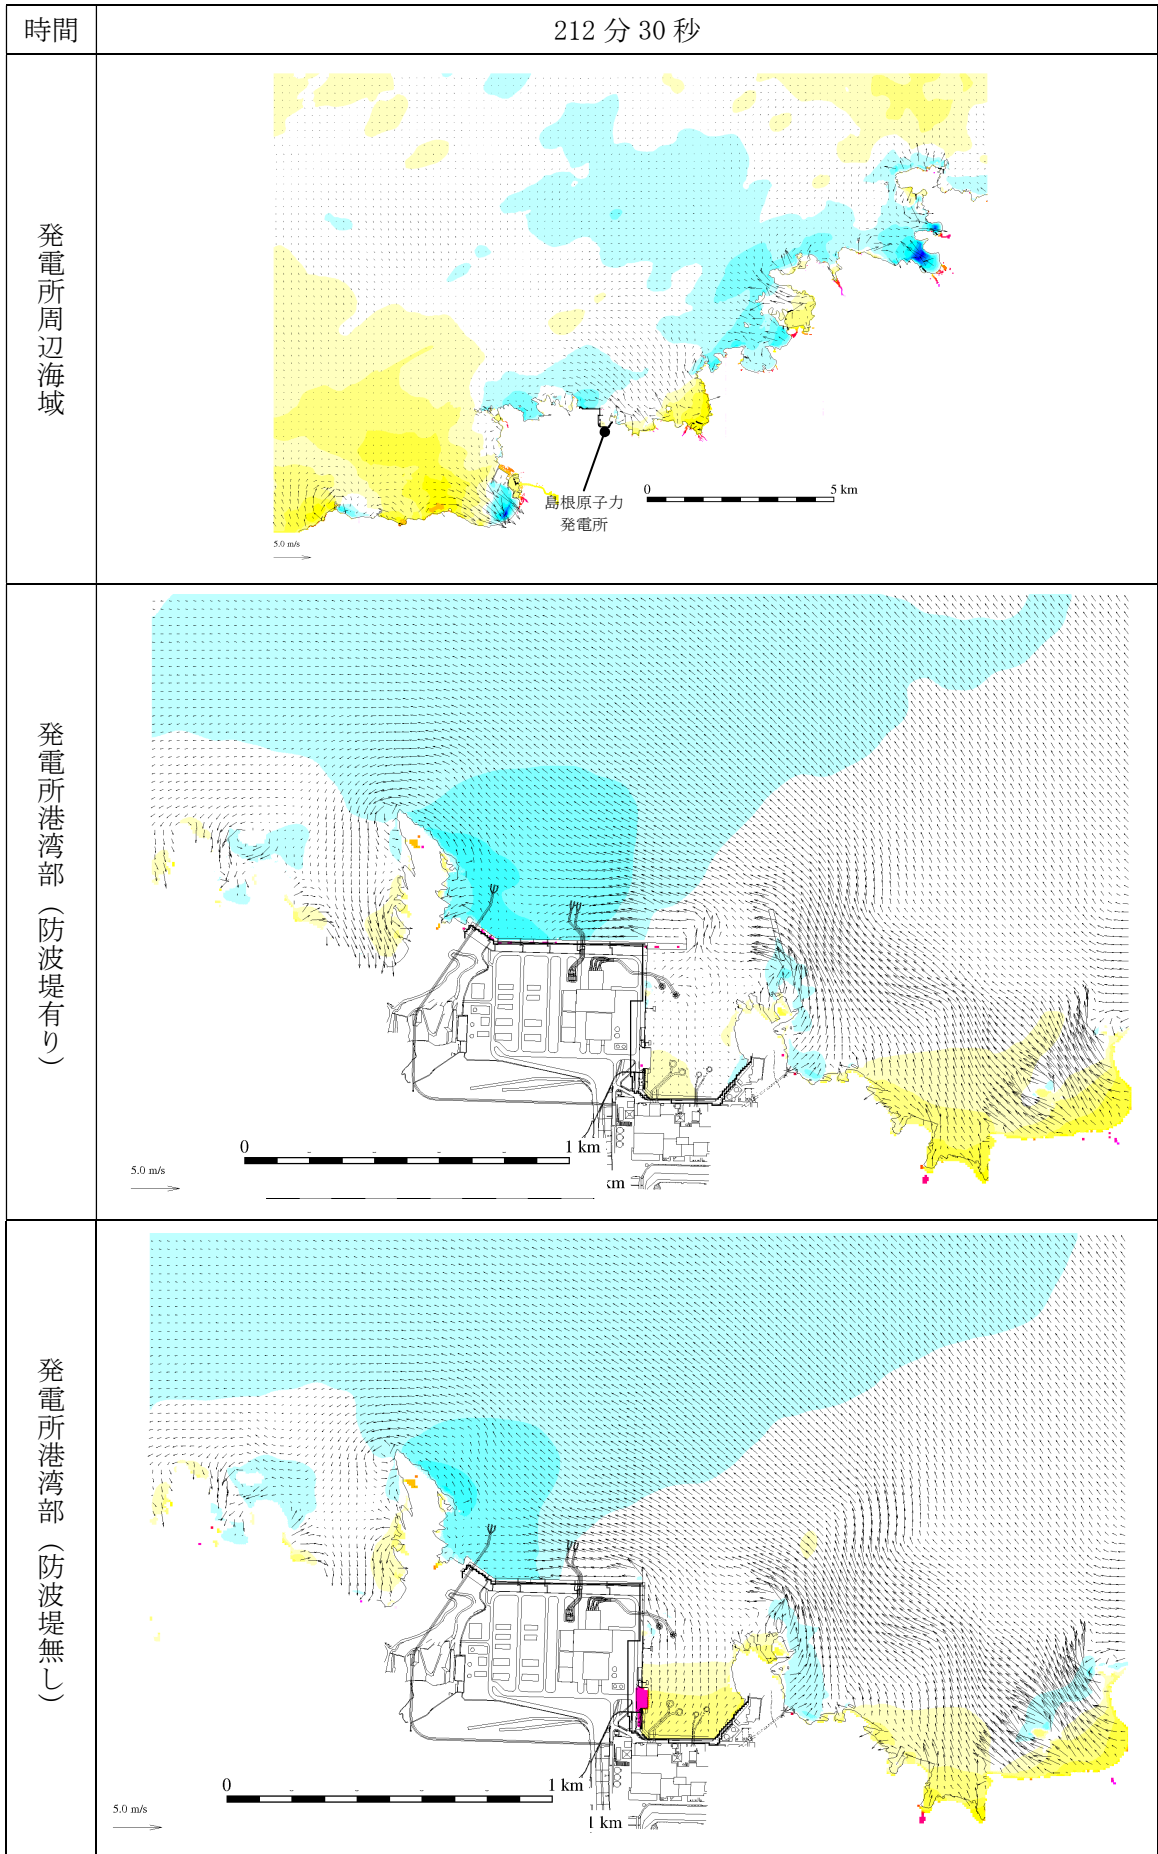 時間
212 分 30 秒
発電所周辺海域
島根原子力
発電所
0
5 km
5.0 m/s
発電所港湾部（防波堤有り）
0
1 km
km
5.0 m/s
発電所港湾部（防波堤無し）
0
1 km
1 km
5.0 m/s